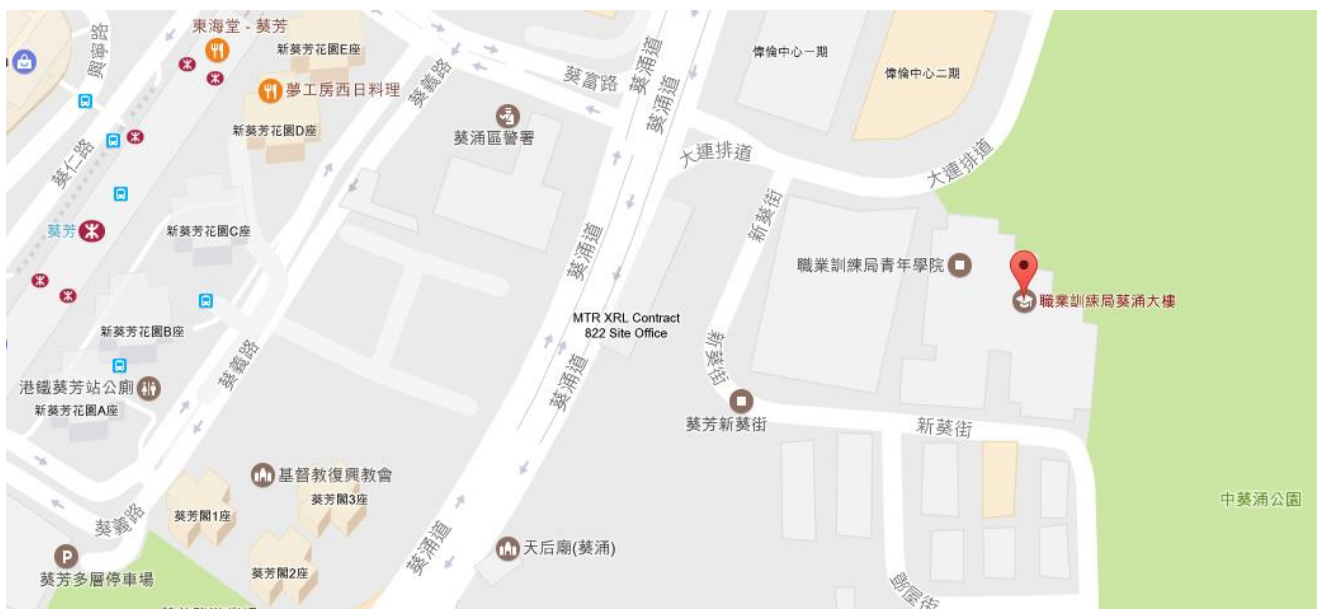 東海堂 - 葵芳
新葵芳花園E座
興寧路
夢工房西日料理
葵義路
葵富路
葵涌道
葵涌道
偉倫中心一期
偉倫中心二期
新葵芳花園D座
葵涌區警署
大連排道
大連排道
葵仁路
葵芳
新葵芳花園C座
新葵街
葵涌道
職業訓練局青年學院
職業訓練局葵涌大樓
MTR XRL Contract
822 Site Office
新葵芳花園B座
葵義路
葵涌道
新葵街
港鐵葵芳站公廁
新葵芳花園A座
葵芳新葵街
新葵街
基督教復興教會
葵芳閣3座
中葵涌公園
葵芳閣1座
葵義路
天后廟(葵涌)
葵涌道
葵芳多層停車場
葵芳閣2座
P